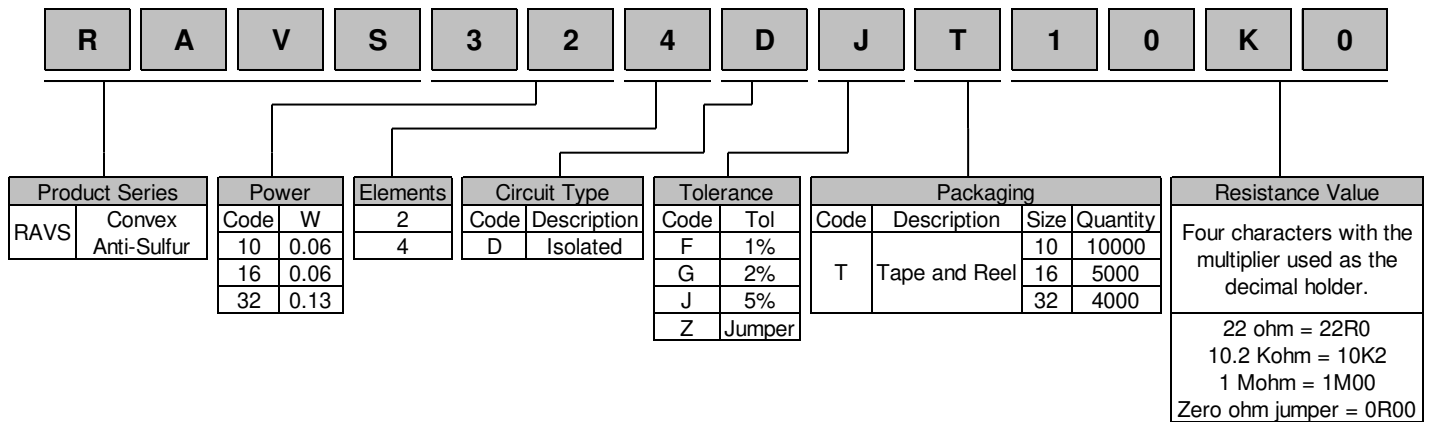 R A V S 3 2 4 D J T 1 0 K 0
Product Series
RAVS Convex Anti-Sulfur
Power
Code W
10 0.06
16 0.06
32 0.13
Elements
2
4
Circuit Type
Code Description
D Isolated
Tolerance
Code Tol
F 1%
G 2%
J 5%
Z Jumper
Packaging
Code Description Size Quantity
T Tape and Reel
10 10000
16 5000
32 4000
Resistance Value
Four characters with the
multiplier used as the
decimal holder.
22 ohm = 22R0
10.2 Kohm = 10K2
1 Mohm = 1M00
Zero ohm jumper = 0R00